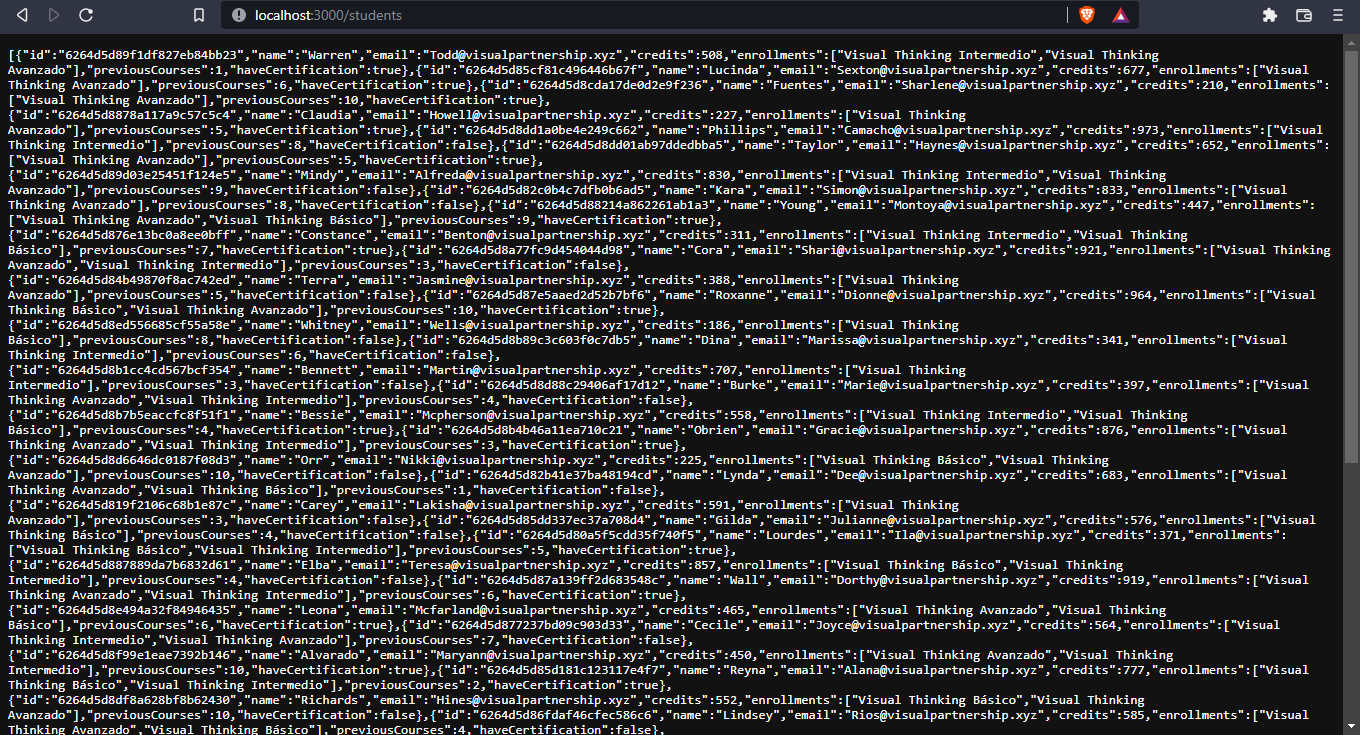 localhost:3000/students
[{"id":"6264d5d89f1df827eb84bb23","name":"Warren","email":"Todd@visualpartnership.xyz","credits":508,"enrollments":["Visual Thinking Intermedio","Visual Thinking
Avanzado"],"previousCourses":1,"haveCertification":true},{"id":"6264d5d85cf81c496446b67f","name":"Lucinda","email":"Sexton@visualpartnership.xyz","credits":677,"enrollments":["Visual
Thinking Avanzado"],"previousCourses":6,"haveCertification":true},{"id":"6264d5d8cda17de0d2e9f236","name":"Fuentes","email":"Sharlene@visualpartnership.xyz","credits":210,"enrollments":
["Visual Thinking Avanzado"],"previousCourses":10,"haveCertification":true},
{"id":"6264d5d8878a117a9c57c5c4","name":"Claudia","email":"Howell@visualpartnership.xyz","credits":227,"enrollments":["Visual Thinking
Avanzado"],"previousCourses":5,"haveCertification":true},{"id":"6264d5d8dd1a0be4e249c662","name":"Phillips","email":"Camacho@visualpartnership.xyz","credits":973,"enrollments":["Visual
Thinking Intermedio"],"previousCourses":8,"haveCertification":false},{"id":"6264d5d8dd01ab97ddedbba5","name":"Taylor","email":"Haynes@visualpartnership.xyz","credits":652,"enrollments":
["Visual Thinking Avanzado"],"previousCourses":5,"haveCertification":true},
{"id":"6264d5d89d03e25451f124e5","name":"Mindy","email":"Alfreda@visualpartnership.xyz","credits":830,"enrollments":["Visual Thinking Intermedio","Visual Thinking
Avanzado"],"previousCourses":9,"haveCertification":false},{"id":"6264d5d82c0b4c7dfb0b6ad5","name":"Kara","email":"Simon@visualpartnership.xyz","credits":833,"enrollments":["Visual
Thinking Avanzado"],"previousCourses":8,"haveCertification":false},{"id":"6264d5d88214a862261ab1a3","name":"Young","email":"Montoya@visualpartnership.xyz","credits":447,"enrollments":
["Visual Thinking Avanzado","Visual Thinking Básico"],"previousCourses":9,"haveCertification":true},
{"id":"6264d5d876e13bc0a8ee0bff","name":"Constance","email":"Benton@visualpartnership.xyz","credits":311,"enrollments":["Visual Thinking Intermedio","Visual Thinking
Básico"],"previousCourses":7,"haveCertification":true},{"id":"6264d5d8a77fc9d454044d98","name":"Cora","email":"Shari@visualpartnership.xyz","credits":921,"enrollments":["Visual Thinking
Avanzado","Visual Thinking Intermedio"],"previousCourses":3,"haveCertification":false},
{"id":"6264d5d84b49870f8ac742ed","name":"Terra","email":"Jasmine@visualpartnership.xyz","credits":388,"enrollments":["Visual Thinking
Avanzado"],"previousCourses":5,"haveCertification":false},{"id":"6264d5d87e5aaed2d52b7bf6","name":"Roxanne","email":"Dionne@visualpartnership.xyz","credits":964,"enrollments":["Visual
Thinking Básico","Visual Thinking Avanzado"],"previousCourses":10,"haveCertification":true},
{"id":"6264d5d8ed556685cf55a58e","name":"Whitney","email":"Wells@visualpartnership.xyz","credits":186,"enrollments":["Visual Thinking
Básico"],"previousCourses":8,"haveCertification":false},{"id":"6264d5d8b89c3c603f0c7db5","name":"Dina","email":"Marissa@visualpartnership.xyz","credits":341,"enrollments":["Visual
Thinking Intermedio"],"previousCourses":6,"haveCertification":false},
{"id":"6264d5d8b1cc4cd567bcf354","name":"Bennett","email":"Martin@visualpartnership.xyz","credits":707,"enrollments":["Visual Thinking
Intermedio"],"previousCourses":3,"haveCertification":false},{"id":"6264d5d8d88c29406af17d12","name":"Burke","email":"Marie@visualpartnership.xyz","credits":397,"enrollments":["Visual
Thinking Avanzado","Visual Thinking Intermedio"],"previousCourses":4,"haveCertification":false},
{"id":"6264d5d8b7b5eaccfc8f51f1","name":"Bessie","email":"Mcpherson@visualpartnership.xyz","credits":558,"enrollments":["Visual Thinking Intermedio","Visual Thinking
Básico"],"previousCourses":4,"haveCertification":true},{"id":"6264d5d8b4b46a11ea710c21","name":"Obrien","email":"Gracie@visualpartnership.xyz","credits":876,"enrollments":["Visual
Thinking Avanzado","Visual Thinking Intermedio"],"previousCourses":3,"haveCertification":true},
{"id":"6264d5d8d6646dc0187f08d3","name":"Orr","email":"Nikki@visualpartnership.xyz","credits":225,"enrollments":["Visual Thinking Básico","Visual Thinking
Avanzado"],"previousCourses":10,"haveCertification":false},{"id":"6264d5d82b41e37ba48194cd","name":"Lynda","email":"Dee@visualpartnership.xyz","credits":683,"enrollments":["Visual
Thinking Avanzado","Visual Thinking Básico"],"previousCourses":1,"haveCertification":false},
{"id":"6264d5d819f2106c68b1e87c","name":"Carey","email":"Lakisha@visualpartnership.xyz","credits":591,"enrollments":["Visual Thinking
Avanzado"],"previousCourses":3,"haveCertification":false},{"id":"6264d5d85dd337ec37a708d4","name":"Gilda","email":"Julianne@visualpartnership.xyz","credits":576,"enrollments":["Visual
Thinking Básico"],"previousCourses":4,"haveCertification":false},{"id":"6264d5d80a5f5cdd35f740f5","name":"Lourdes","email":"Ila@visualpartnership.xyz","credits":371,"enrollments":
["Visual Thinking Básico","Visual Thinking Intermedio"],"previousCourses":5,"haveCertification":true},
{"id":"6264d5d887889da7b6832d61","name":"Elba","email":"Teresa@visualpartnership.xyz","credits":857,"enrollments":["Visual Thinking Básico","Visual Thinking
Intermedio"],"previousCourses":4,"haveCertification":false},{"id":"6264d5d87a139ff2d683548c","name":"Wall","email":"Dorthy@visualpartnership.xyz","credits":919,"enrollments":["Visual
Thinking Avanzado","Visual Thinking Intermedio"],"previousCourses":6,"haveCertification":true},
{"id":"6264d5d8e494a32f84946435","name":"Leona","email":"Mcfarland@visualpartnership.xyz","credits":465,"enrollments":["Visual Thinking Avanzado","Visual Thinking
Básico"],"previousCourses":6,"haveCertification":true},{"id":"6264d5d877237bd09c903d33","name":"Cecile","email":"Joyce@visualpartnership.xyz","credits":564,"enrollments":["Visual
Thinking Intermedio","Visual Thinking Avanzado"],"previousCourses":7,"haveCertification":false},
{"id":"6264d5d8f99e1eae7392b146","name":"Alvarado","email":"Maryann@visualpartnership.xyz","credits":450,"enrollments":["Visual Thinking Avanzado","Visual Thinking
Intermedio"],"previousCourses":10,"haveCertification":true},{"id":"6264d5d85d181c123117e4f7","name":"Reyna","email":"Alana@visualpartnership.xyz","credits":777,"enrollments":["Visual
Thinking Básico","Visual Thinking Intermedio"],"previousCourses":2,"haveCertification":true},
{"id":"6264d5d8df8a628bf8b62430","name":"Richards","email":"Hines@visualpartnership.xyz","credits":552,"enrollments":["Visual Thinking Básico","Visual Thinking
Avanzado"],"previousCourses":10,"haveCertification":false},{"id":"6264d5d86fdaf46cfec586c6","name":"Lindsey","email":"Rios@visualpartnership.xyz","credits":585,"enrollments":["Visual
Thinking Avanzado","Visual Thinking Básico"],"previousCourses":4,"haveCertification":false},